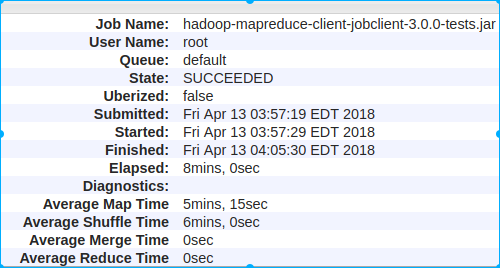 Job Name: hadoop-mapreduce-client-jobclient-3.0.0-tests.jar
User Name: root
Queue: default
State: SUCCEEDED
Uberized: false
Submitted: Fri Apr 13 03:57:19 EDT 2018
Started: Fri Apr 13 03:57:29 EDT 2018
Finished: Fri Apr 13 04:05:30 EDT 2018
Elapsed: 8mins, 0sec
Diagnostics:
Average Map Time 5mins, 15sec
Average Shuffle Time 6mins, 0sec
Average Merge Time 0sec
Average Reduce Time 0sec